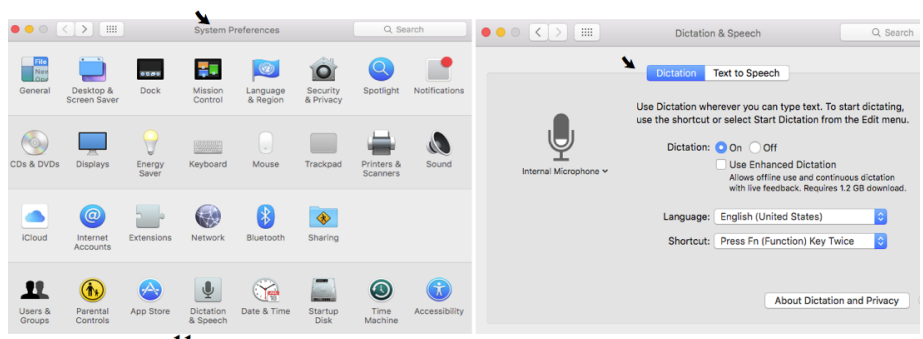 System Preferences
Search
File
New
General
Desktop &
Screen Saver
Dock
Mission
Control
Language
& Region
Security
& Privacy
Spotlight
Notifications
CDs & DVDs
Displays
Energy
Saver
Keyboard
Mouse
Trackpad
Printers &
Scanners
Sound
iCloud
Internet
Accounts
Extensions
Network
Bluetooth
Sharing
Users &
Groups
Parental
Controls
App Store
Dictation
& Speech
Date & Time
Startup
Disk
Time
Machine
Accessibility
Dictation & Speech
Search
Dictation
Text to Speech
Use Dictation wherever you can type text. To start dictating,
use the shortcut or select Start Dictation from the Edit menu.
Internal Microphone
Dictation: On Off
Use Enhanced Dictation
Allows offline use and continuous dictation
with live feedback. Requires 1.2 GB download.
Language: English (United States)
Shortcut: Press Fn (Function) Key Twice
About Dictation and Privacy